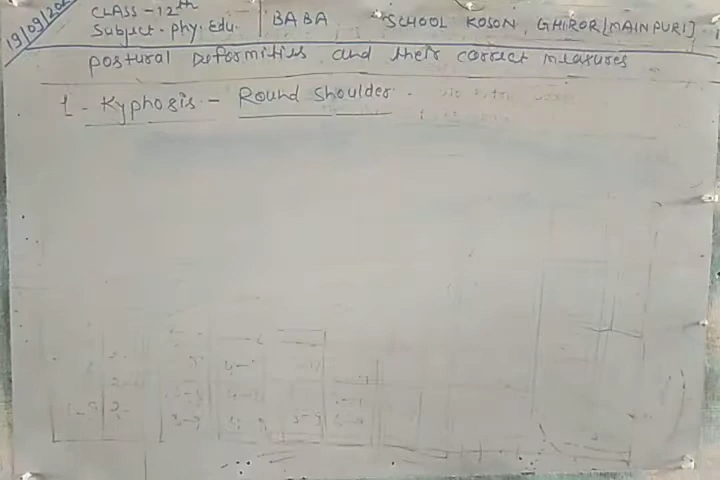 19/09/202
CLASS - 12th
Subject - phy. Edu.
BABA SCHOOL KOSON, GHIROR [MAINPURI]
postural Deformities and their correct measures
1 - Kyphosis - Round Shoulder -